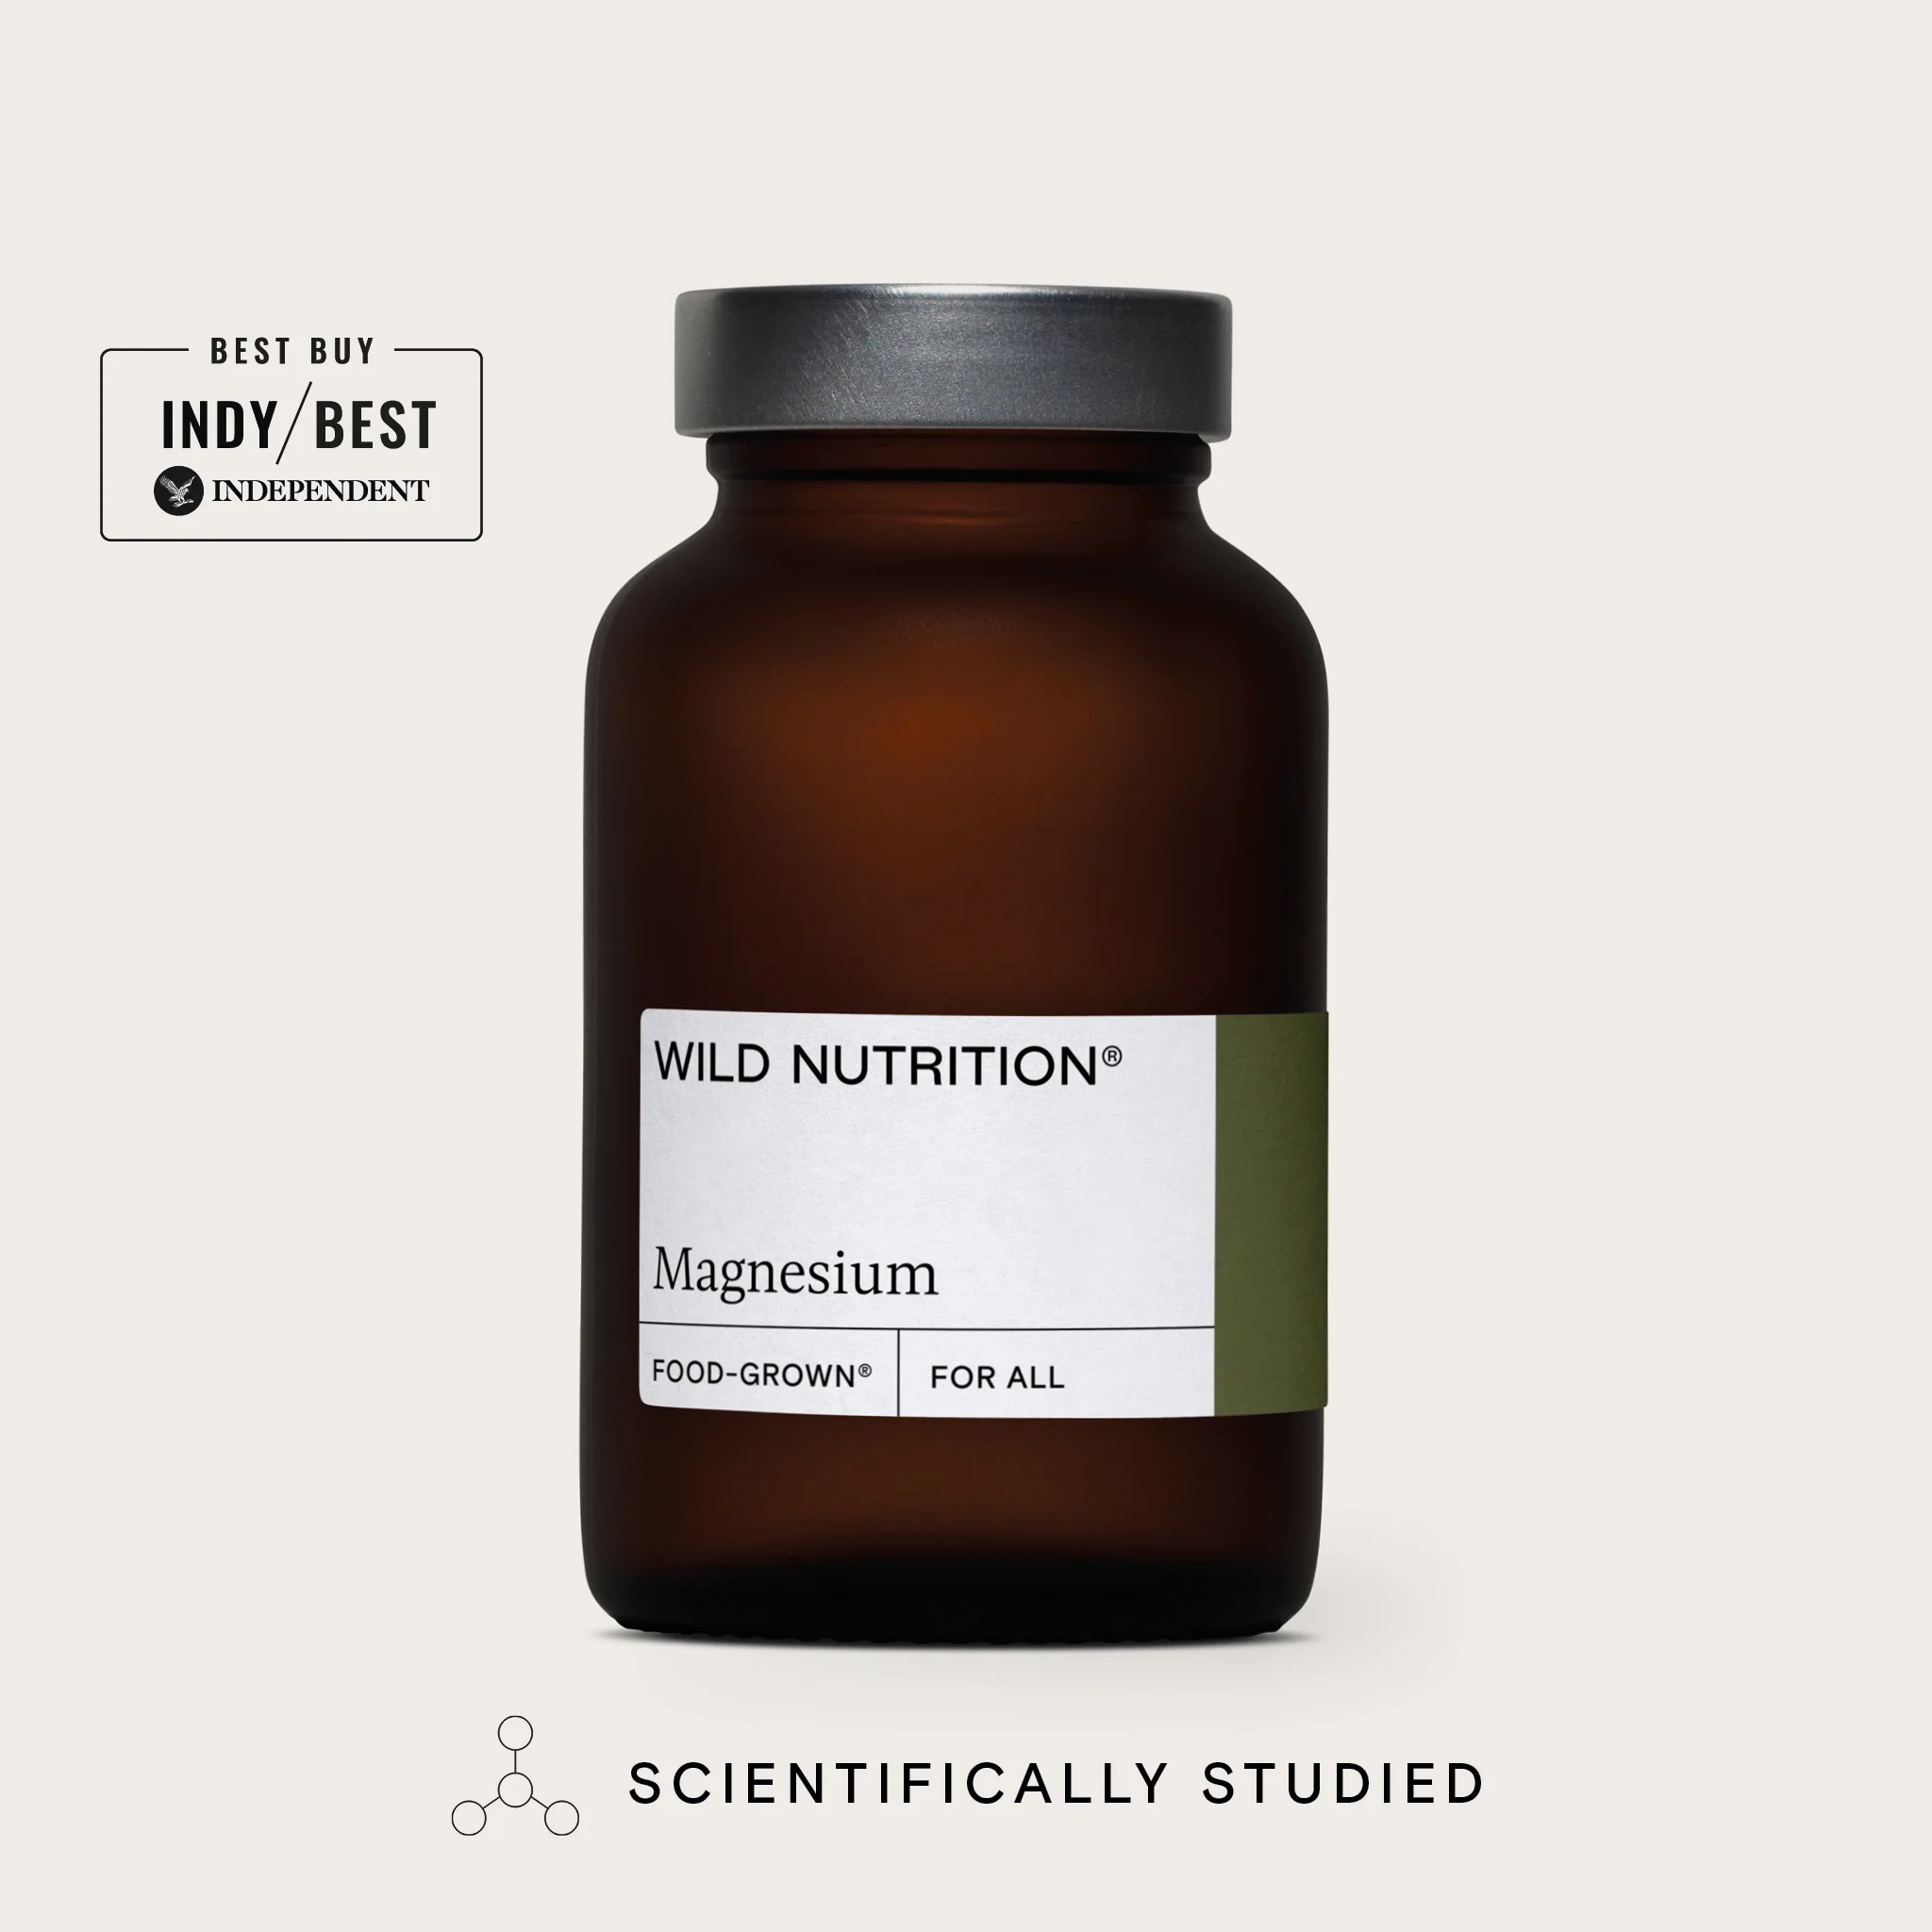 BEST BUY
INDY/BEST
INDEPENDENT
WILD NUTRITION®
Magnesium
FOOD-GROWN®
FOR ALL
SCIENTIFICALLY STUDIED